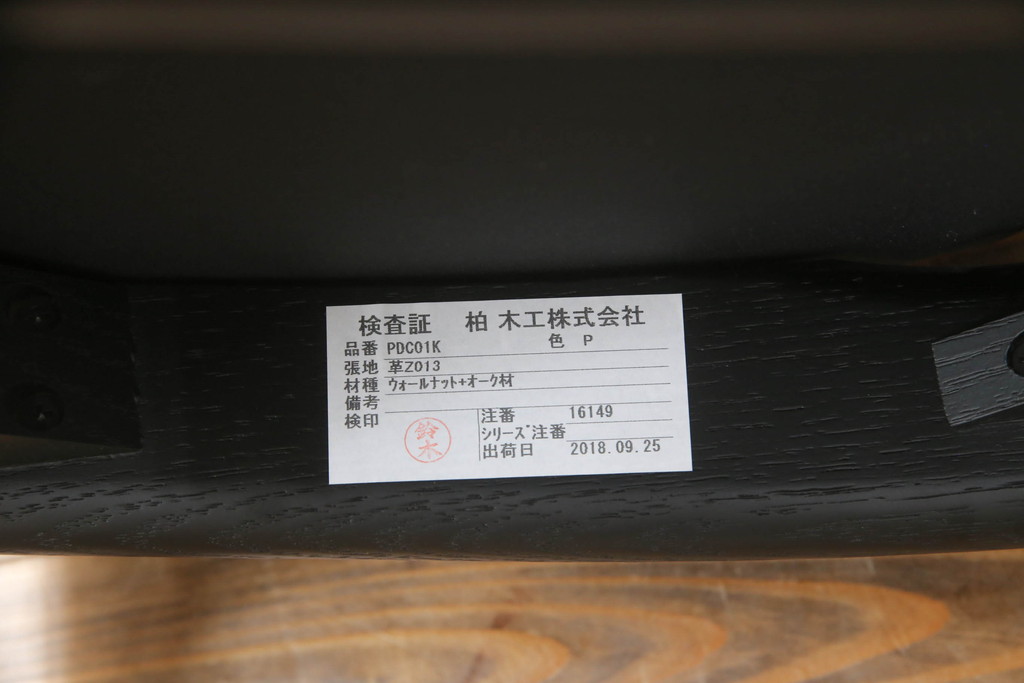 検査証 柏 木工株式会社
品番 PDC01K 色 P
張地 革Z013
材種 ウォールナット+オーク材
備考
検印 鈴木
注番 16149
シリーズ注番
出荷日 2018.09.25